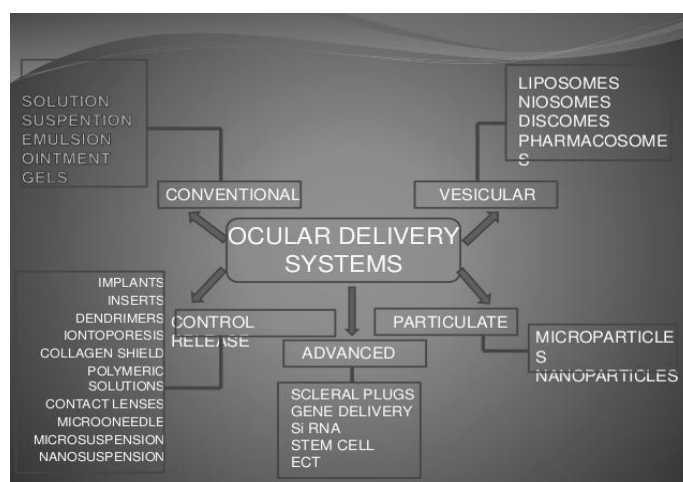 SOLUTION
SUSPENTION
EMULSION
OINTMENT
GELS
CONVENTIONAL
LIPOSOMES
NIOSOMES
DISCOMES
PHARMACOSOME
S
VESICULAR
OCULAR DELIVERY
SYSTEMS
IMPLANTS
INSERTS
DENDRIMERS
IONTOPORESIS
COLLAGEN SHIELD
POLYMERIC
SOLUTIONS
CONTACT LENSES
MICROONEEDLE
MICROSUSPENSION
NANOSUSPENSION
CONTROL
RELEASE
ADVANCED
SCLERAL PLUGS
GENE DELIVERY
Si RNA
STEM CELL
ECT
PARTICULATE
MICROPARTICLE
S
NANOPARTICLES